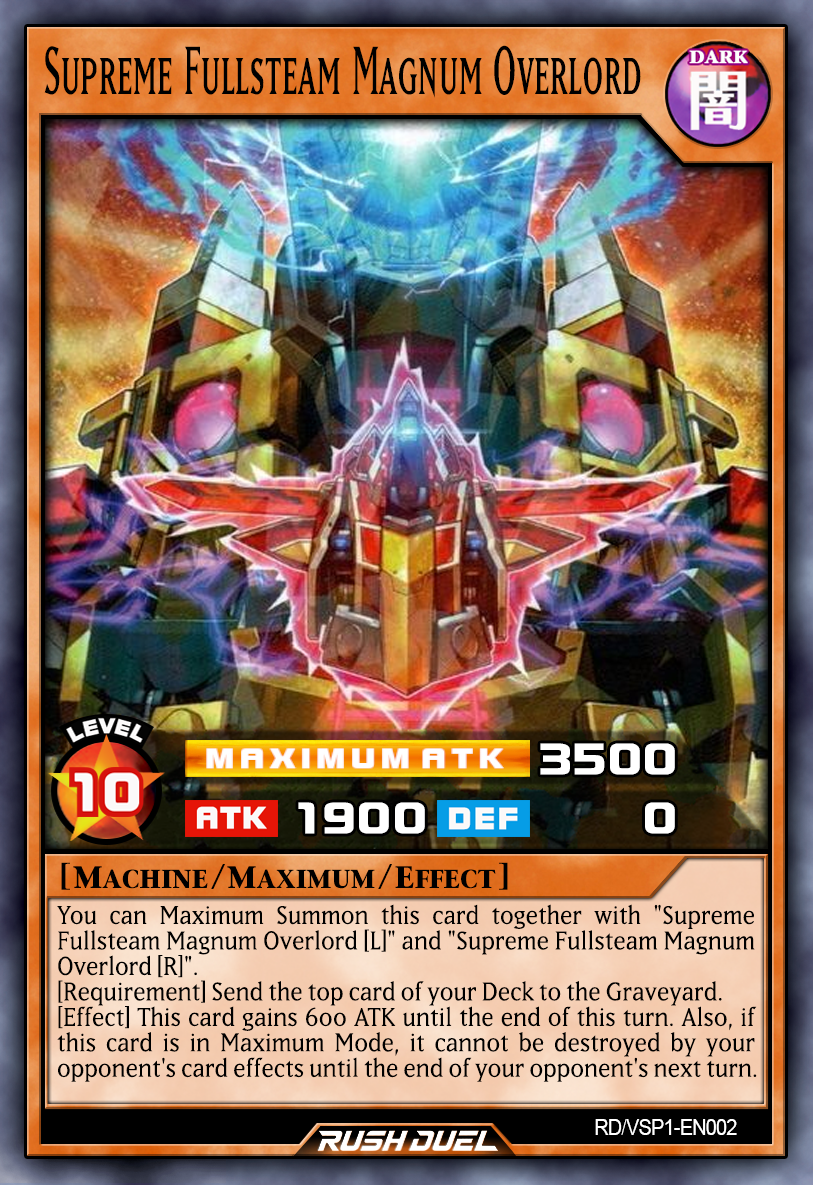 Supreme Fullsteam Magnum Overlord
DARK
闇
LEVEL
10
MAXIMUM ATK 3500
ATK 1900 DEF 0
[Machine/Maximum/Effect]
You can Maximum Summon this card together with "Supreme
Fullsteam Magnum Overlord [L]" and "Supreme Fullsteam Magnum
Overlord [R]".
[Requirement] Send the top card of your Deck to the Graveyard.
[Effect] This card gains 600 ATK until the end of this turn. Also, if
this card is in Maximum Mode, it cannot be destroyed by your
opponent's card effects until the end of your opponent's next turn.
RD/VSP1-EN002
RUSH DUEL